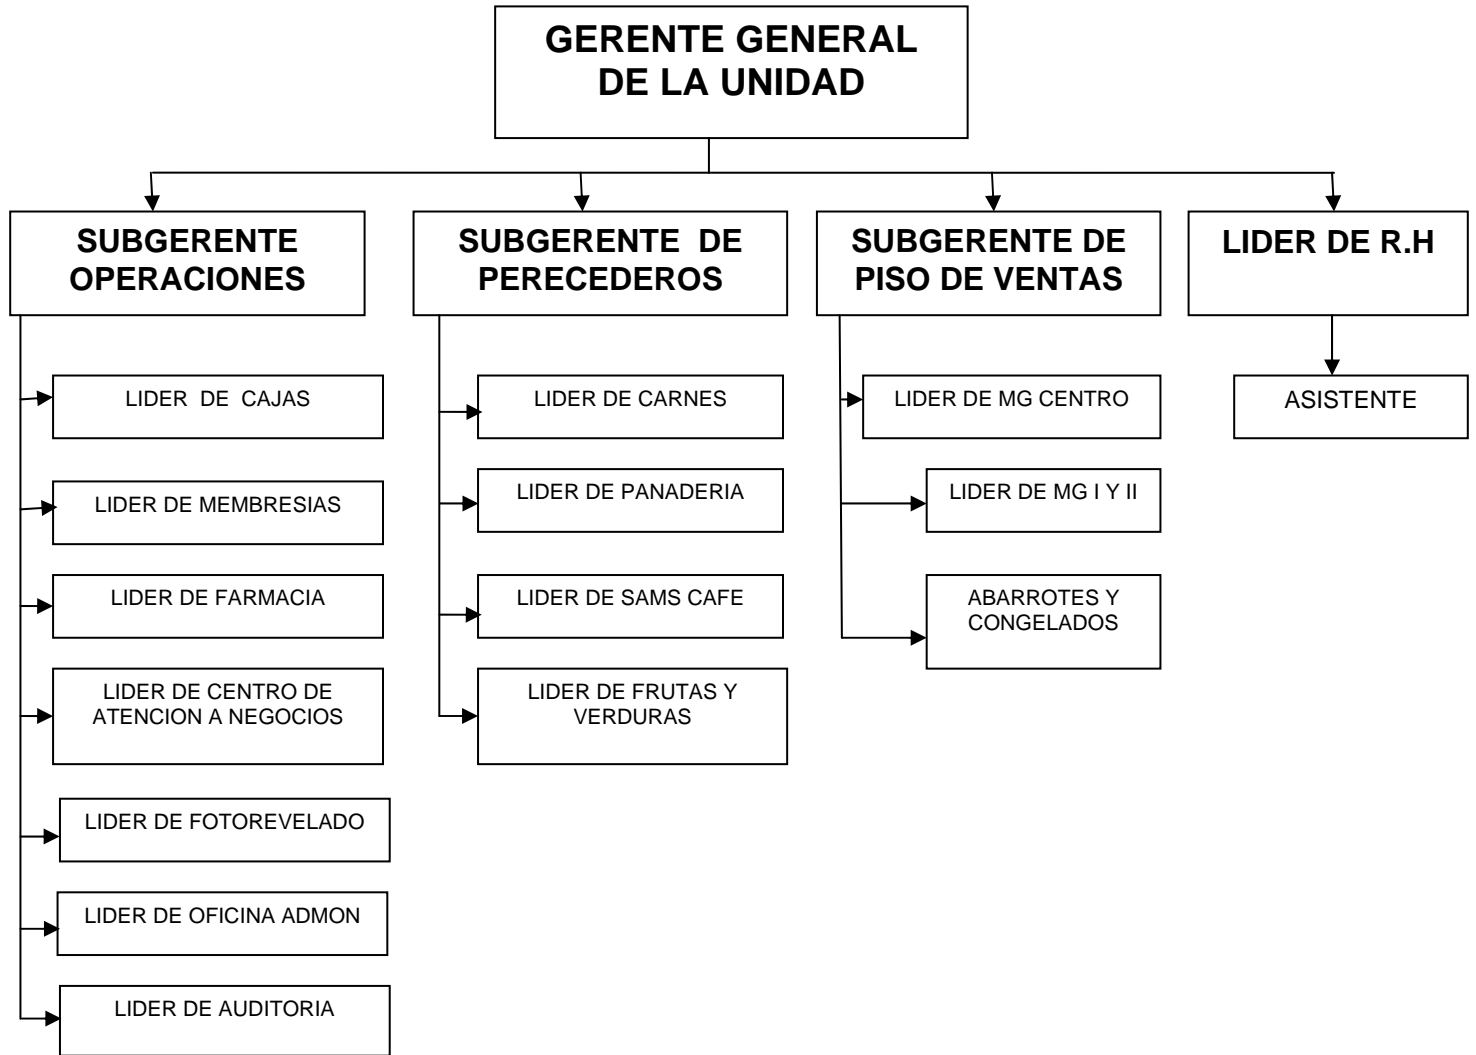 GERENTE GENERAL
DE LA UNIDAD
SUBGERENTE
OPERACIONES
SUBGERENTE DE
PERECEDEROS
SUBGERENTE DE
PISO DE VENTAS
LIDER DE R.H
LIDER DE CAJAS
LIDER DE MEMBRESIAS
LIDER DE FARMACIA
LIDER DE CENTRO DE
ATENCION A NEGOCIOS
LIDER DE FOTOREVELADO
LIDER DE OFICINA ADMON
LIDER DE AUDITORIA
LIDER DE CARNES
LIDER DE PANADERIA
LIDER DE SAMS CAFE
LIDER DE FRUTAS Y
VERDURAS
LIDER DE MG CENTRO
LIDER DE MG I Y II
ABARROTES Y
CONGELADOS
ASISTENTE